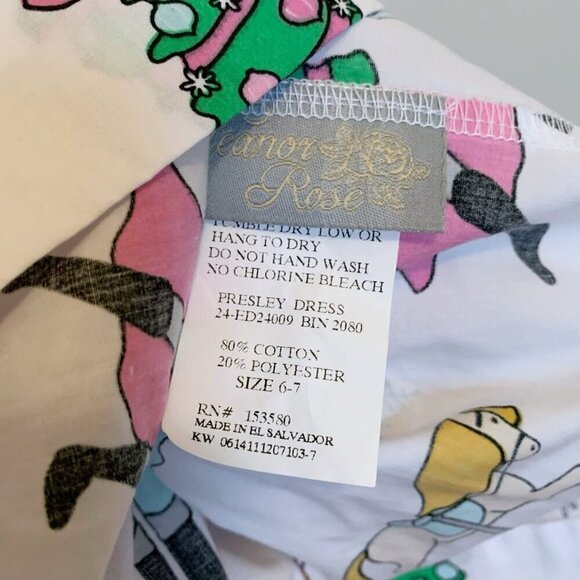 eanor
Rose
TUMBLE DRY LOW OR
HANG TO DRY
DO NOT HAND WASH
NO CHLORINE BLEACH
PRESLEY DRESS
24-ED24009 BIN 2080
80% COTTON
20% POLYESTER
SIZE 6-7
RN# 153580
MADE IN EL SALVADOR
KW 0614111207103-7